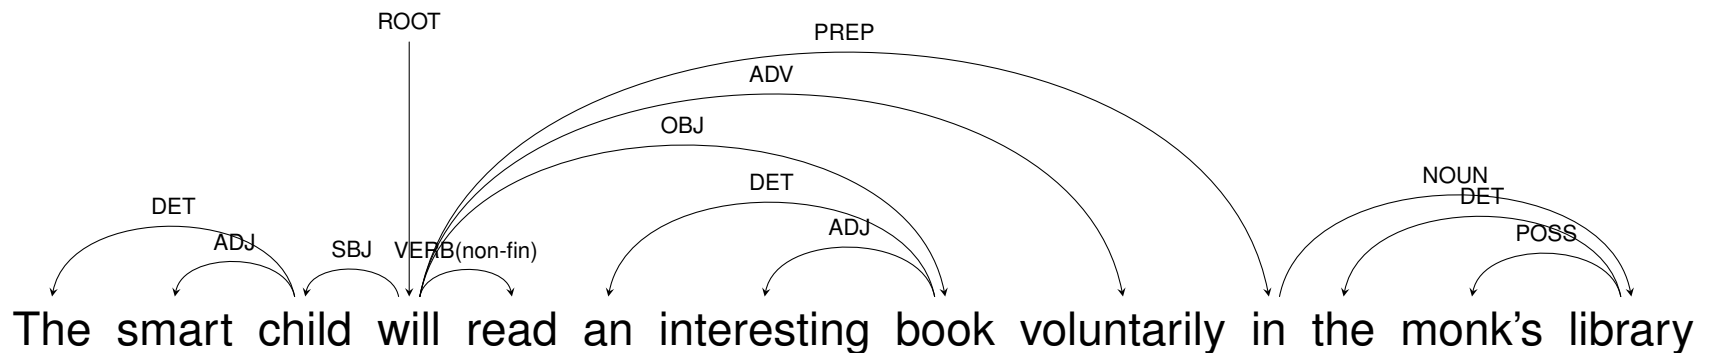 ROOT
PREP
ADV
OBJ
NOUN
DET DET DET
ADJ SBJ VERB(non-fin) ADJ POSS
The smart child will read an interesting book voluntarily in the monk's library